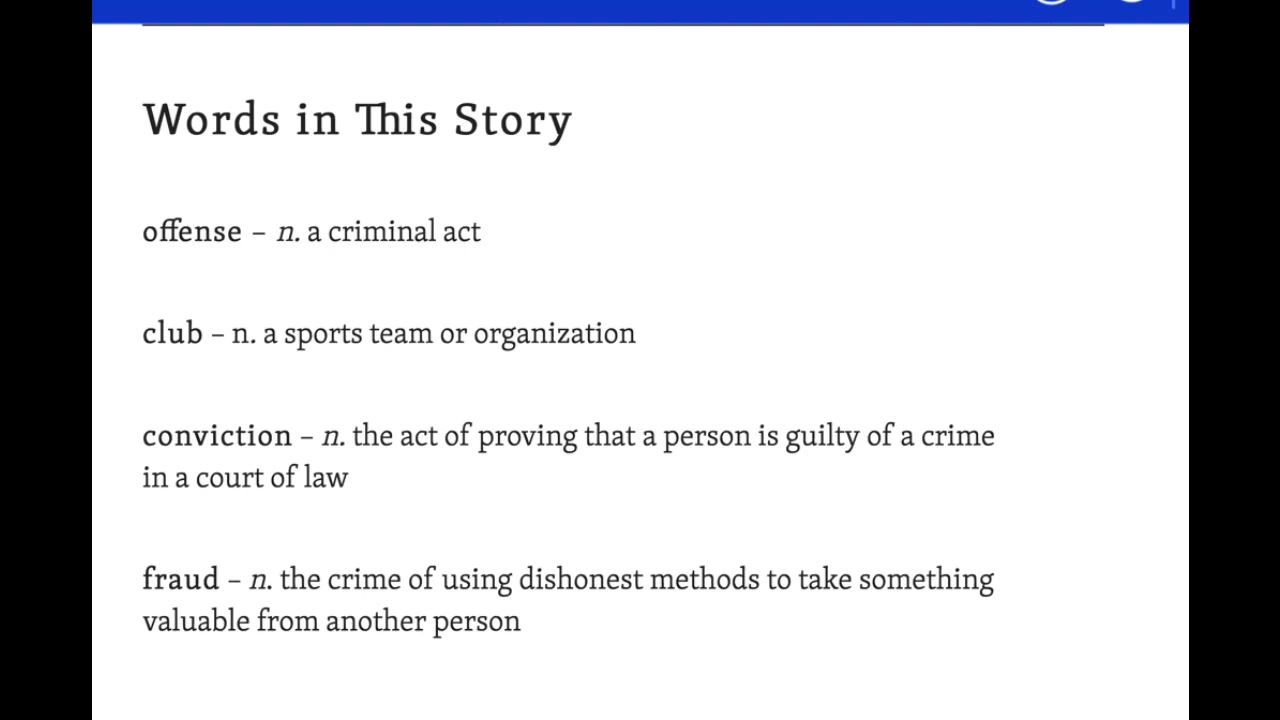 Words in This Story
offense – n. a criminal act
club – n. a sports team or organization
conviction – n. the act of proving that a person is guilty of a crime
in a court of law
fraud – n. the crime of using dishonest methods to take something
valuable from another person